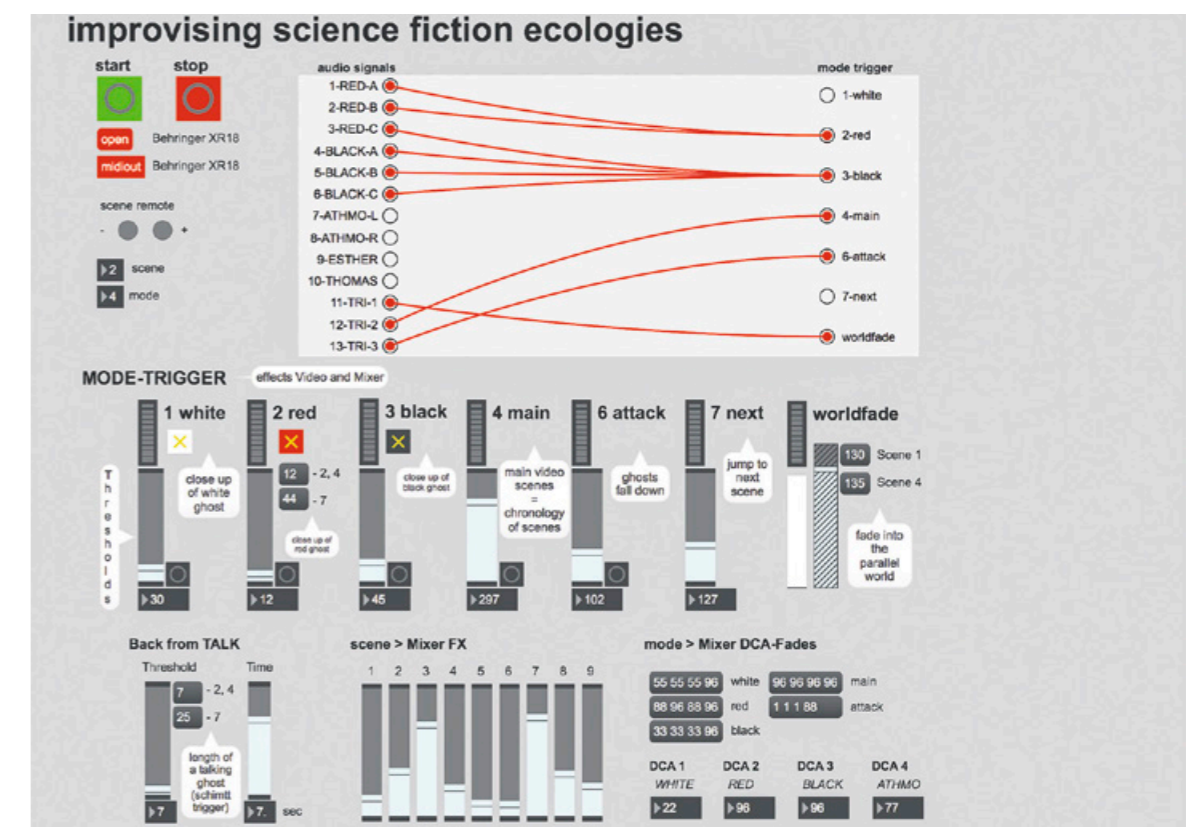 improvising science fiction ecologies
start stop
open Behringer XR18
midiout Behringer XR18
scene remote
- +
2 scene
4 mode
audio signals
1-RED-A
2-RED-B
3-RED-C
4-BLACK-A
5-BLACK-B
6-BLACK-C
7-ATHMO-L
8-ATHMO-R
9-ESTHER
10-THOMAS
11-TRI-1
12-TRI-2
13-TRI-3
mode trigger
1-white
2-red
3-black
4-main
6-attack
7-next
worldfade
MODE-TRIGGER effects Video and Mixer
Thresholds
1 white
close up
of white
ghost
30
2 red
12 - 2, 4
44 - 7
close up of
red ghost
12
3 black
close up of
black ghost
45
4 main
main video
scenes
=
chronology
of scenes
297
6 attack
ghosts
fall down
102
7 next
jump to
next
scene
127
worldfade
130 Scene 1
135 Scene 4
fade into
the
parallel
world
Back from TALK
Threshold Time
7 - 2, 4
25 - 7
length of
a talking
ghost
(schimtt
trigger)
7 7. sec
scene > Mixer FX
1 2 3 4 5 6 7 8 9
mode > Mixer DCA-Fades
55 55 55 96 white 96 96 96 96 main
88 96 88 96 red 1 1 1 88 attack
33 33 33 96 black
DCA 1 DCA 2 DCA 3 DCA 4
WHITE RED BLACK ATHMO
22 96 96 77